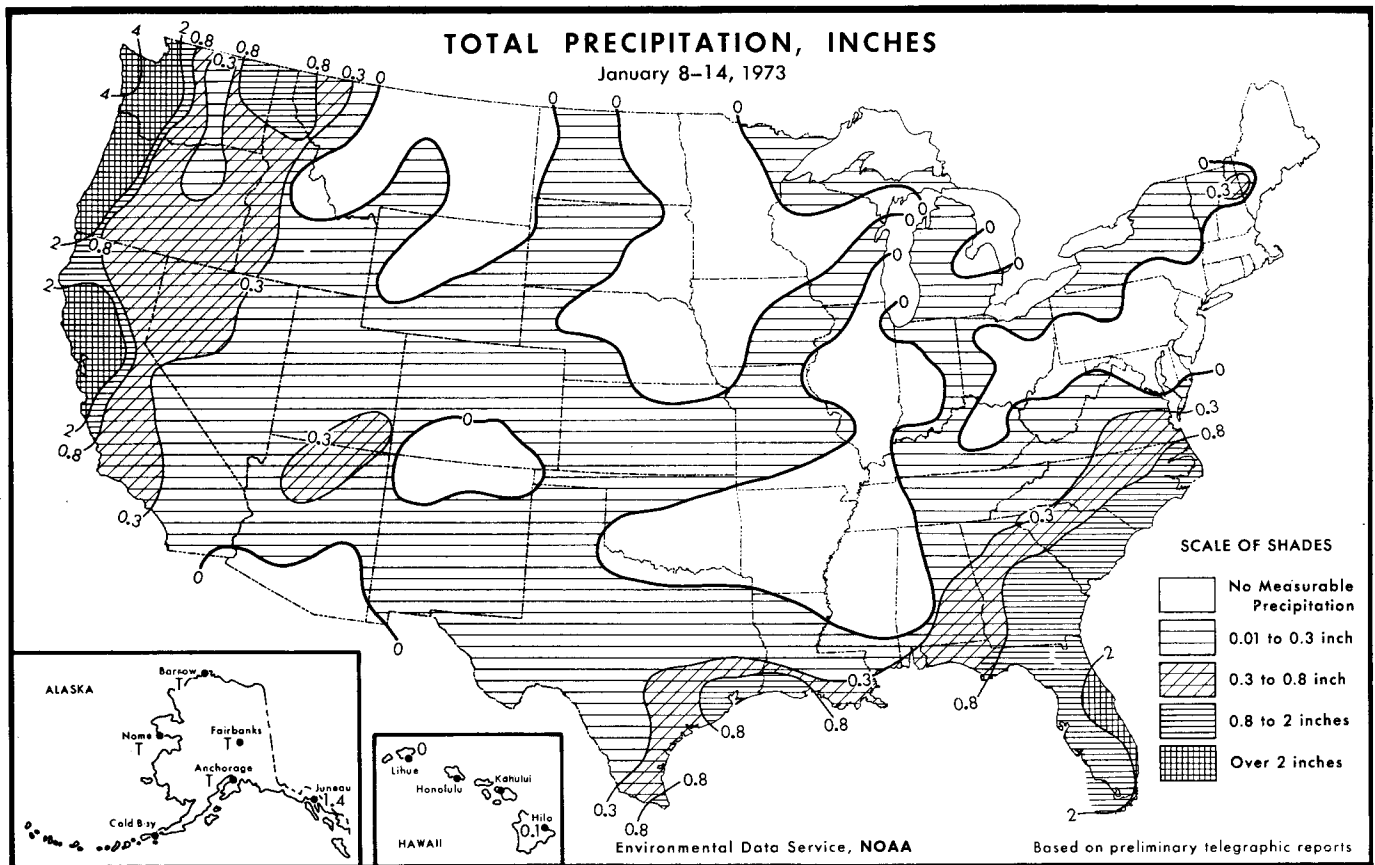 TOTAL PRECIPITATION, INCHES
January 8–14, 1973
4
2
0.8
0.3
0.8
0.8
0.3
0
0
0
0
4
0
0.3
0
0
0
0
0
0
2
0.8
0.3
2
0
2
0.8
0.3
0.3
0
0.3
0.8
0.3
0.3
0
0
0.3
0.8
0.8
0.8
2
0.3
0.8
2
SCALE OF SHADES
No Measurable
Precipitation
0.01 to 0.3 inch
0.3 to 0.8 inch
0.8 to 2 inches
Over 2 inches
ALASKA
Barrow
T
Nome
T
Fairbanks
T
Anchorage
T
Juneau
1.4
Cold Bay
0
Lihue
Honolulu
Kahului
Hilo
0.1
HAWAII
Environmental Data Service, NOAA
Based on preliminary telegraphic reports